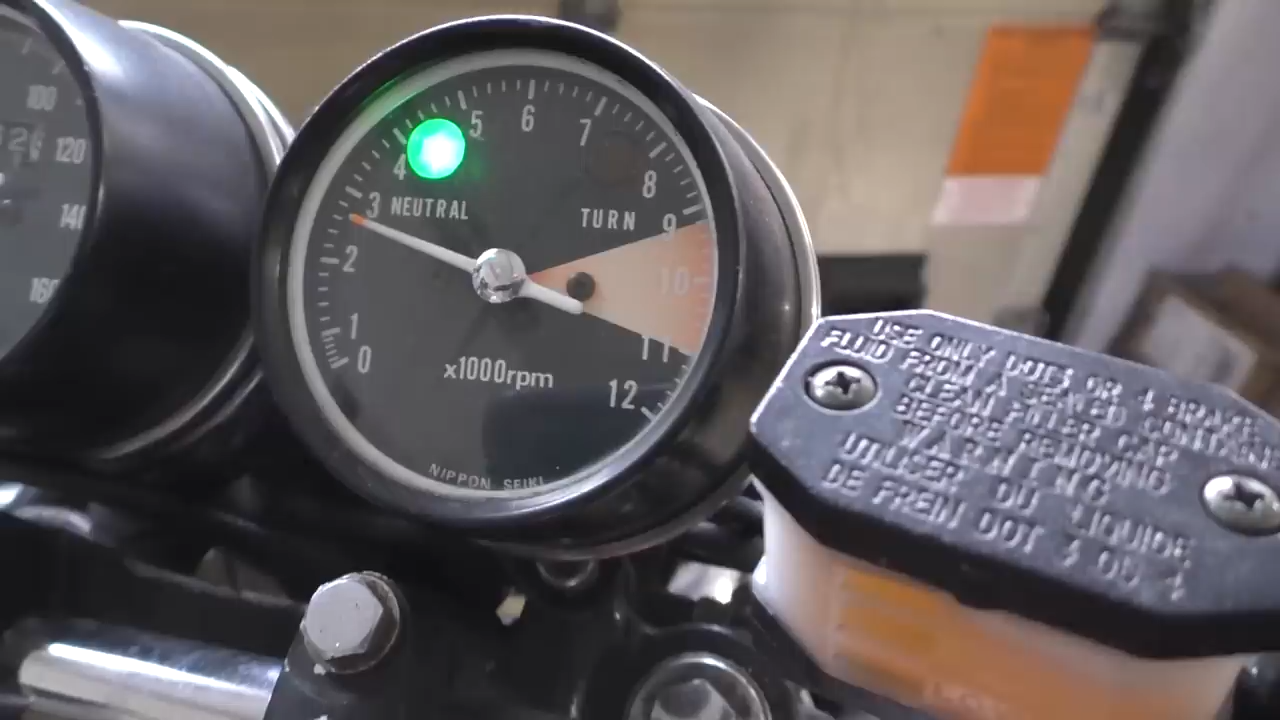 100
120
140
160
5 6 7
4 8
3 NEUTRAL TURN 9
2 10
1 11
0 x1000rpm 12
NIPPON SEIKI
USE ONLY DOT3 OR 4 BRAKE
FLUID FROM A SEALED
CLEAN FILLER CAP
BEFORE REMOVING
WARNING
UTILISER DU LIQUIDE
DE FREIN DOT 3 OU 4